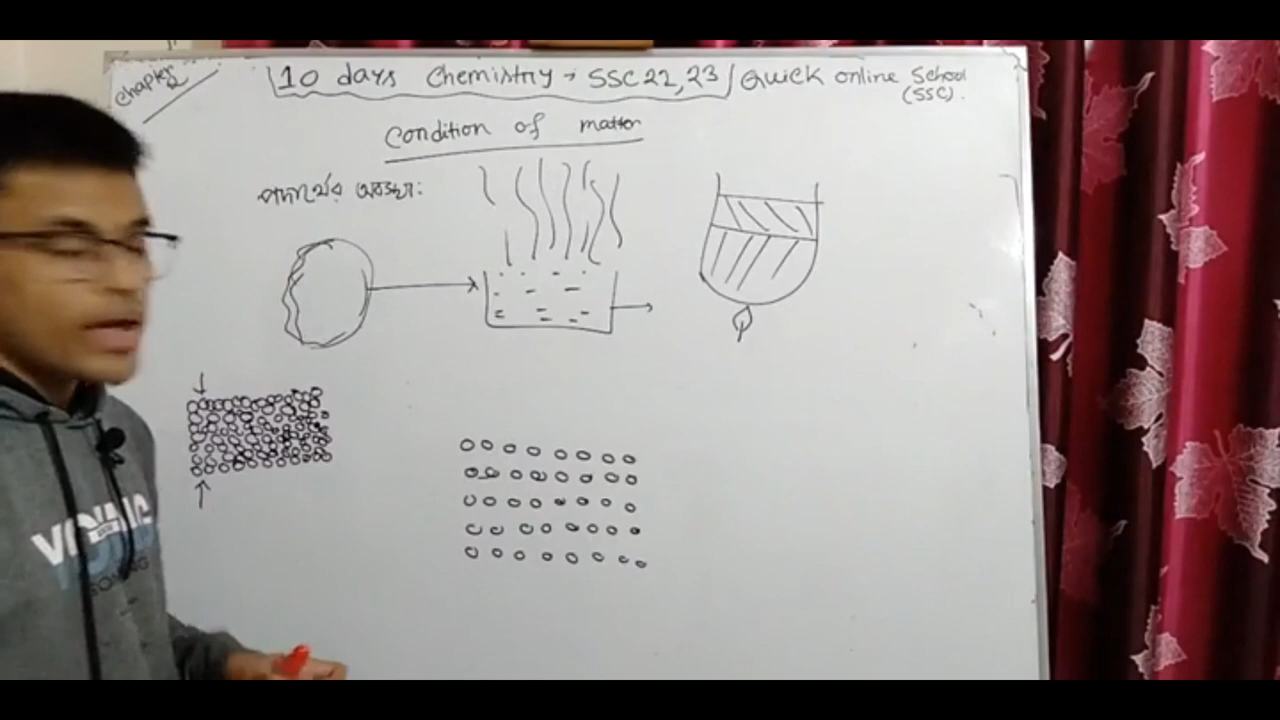 Chapter 2
10 days Chemistry → SSC 22, 23 / Quick online School
(SSC).
Condition of matter
পদার্থের অবস্থা: